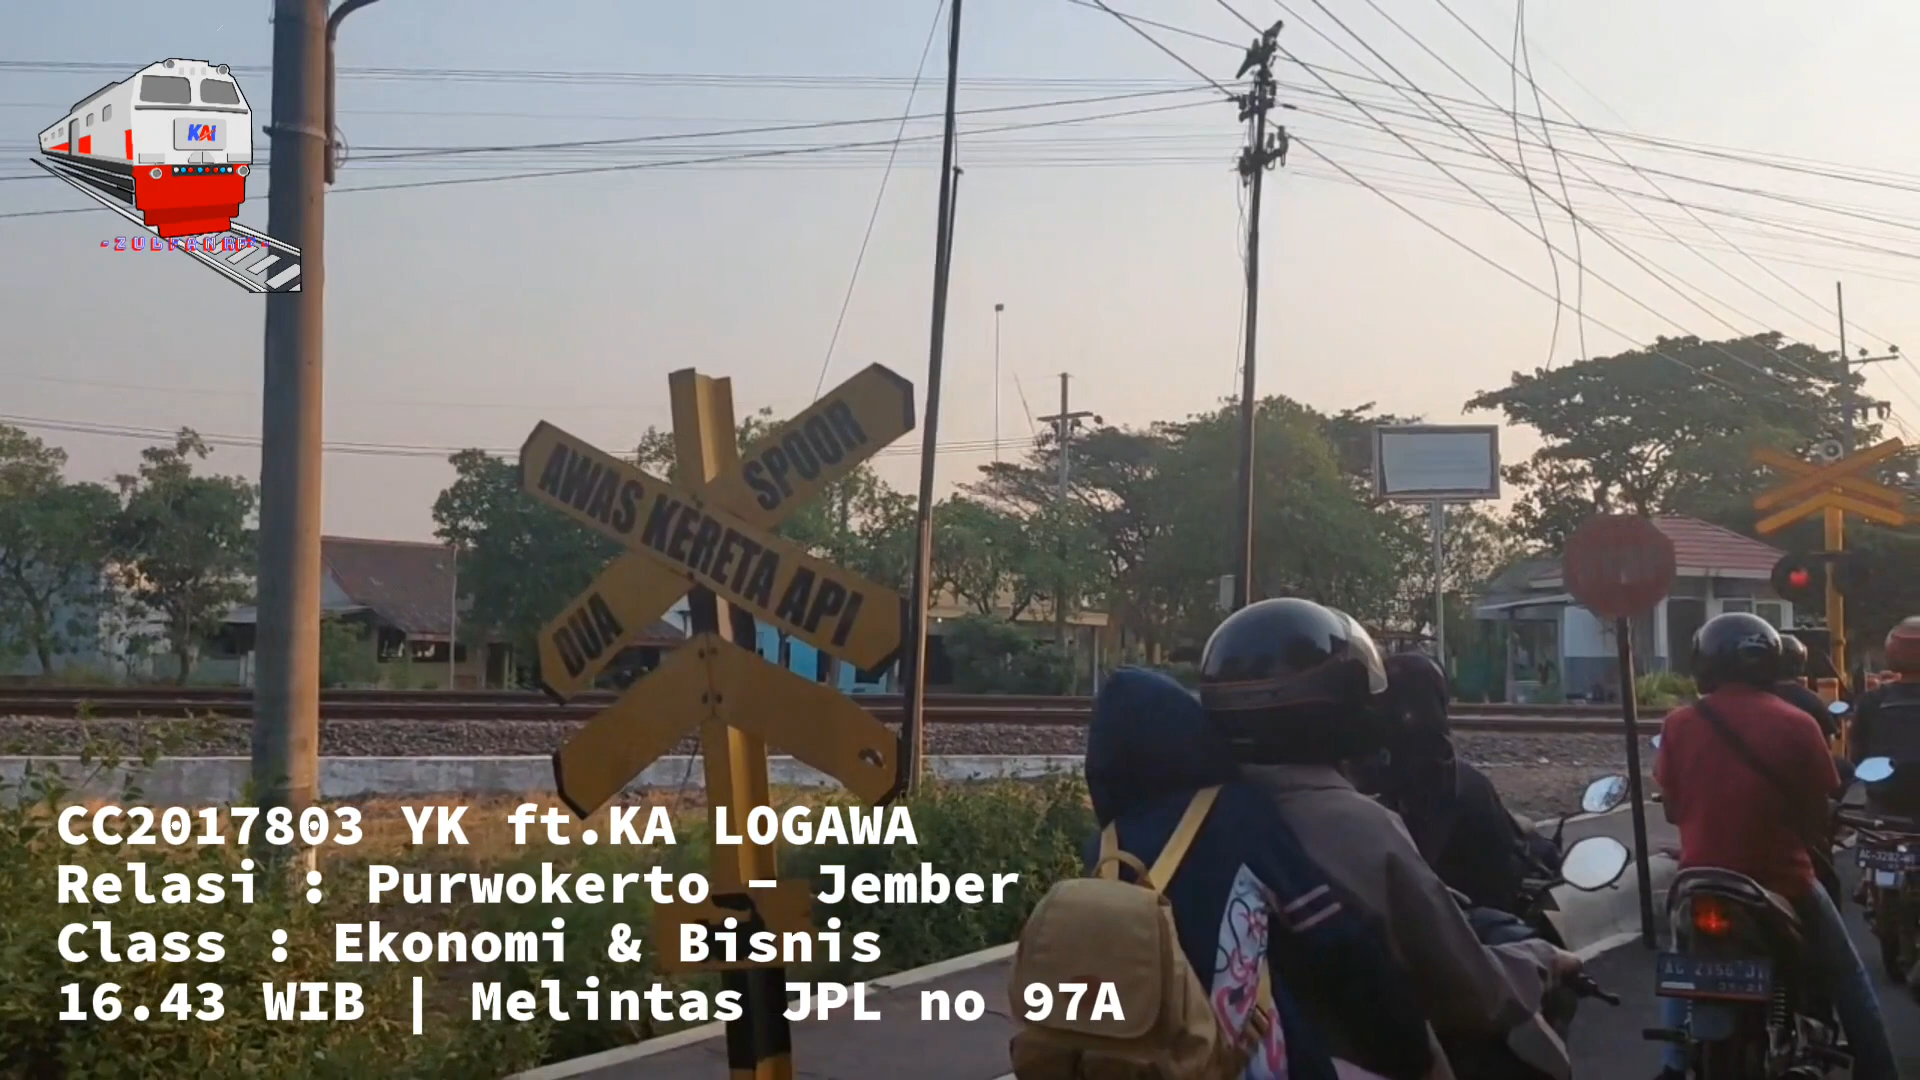 KAI
-ZULFANRP-
AWAS KERETA API
SPOOR
DUA
CC2017803 YK ft.KA LOGAWA
Relasi : Purwokerto - Jember
Class : Ekonomi & Bisnis
16.43 WIB | Melintas JPL no 97A